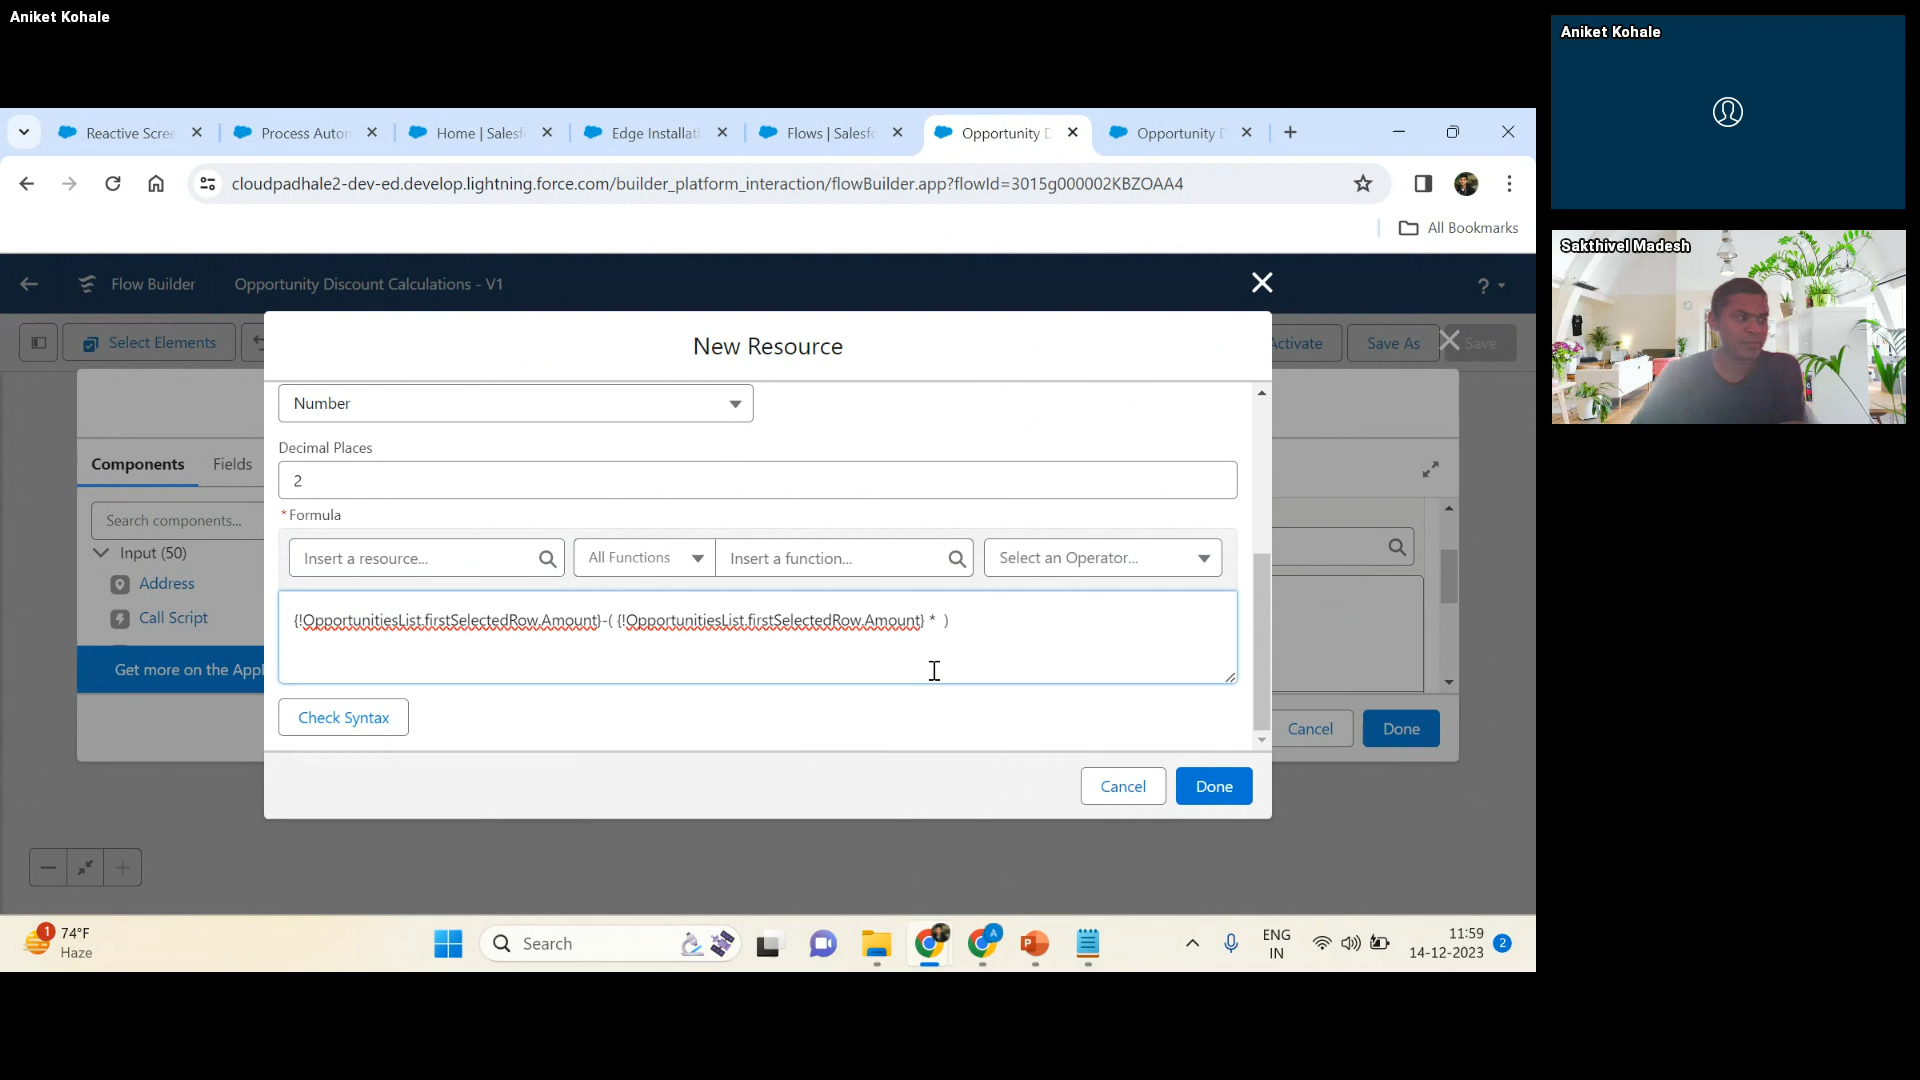 Aniket Kohale
Aniket Kohale
Sakthivel Madesh
Reactive Scree
Process Auton
Home | Salesf
Edge Installati
Flows | Salesfo
Opportunity D
Opportunity D
cloudpadhale2-dev-ed.develop.lightning.force.com/builder_platform_interaction/flowBuilder.app?flowId=3015g000002KBZOAA4
All Bookmarks
Flow Builder
Opportunity Discount Calculations - V1
?
Select Elements
Activate
Save As
Save
New Resource
Number
Decimal Places
2
*Formula
Insert a resource...
All Functions
Insert a function...
Select an Operator...
{!OpportunitiesList.firstSelectedRow.Amount}-( {!OpportunitiesList.firstSelectedRow.Amount} *  )
Check Syntax
Cancel
Done
Components
Fields
Search components...
Input (50)
Address
Call Script
Get more on the Appl
Cancel
Done
1
74°F
Haze
Search
A
P
ENG
IN
11:59
14-12-2023
2